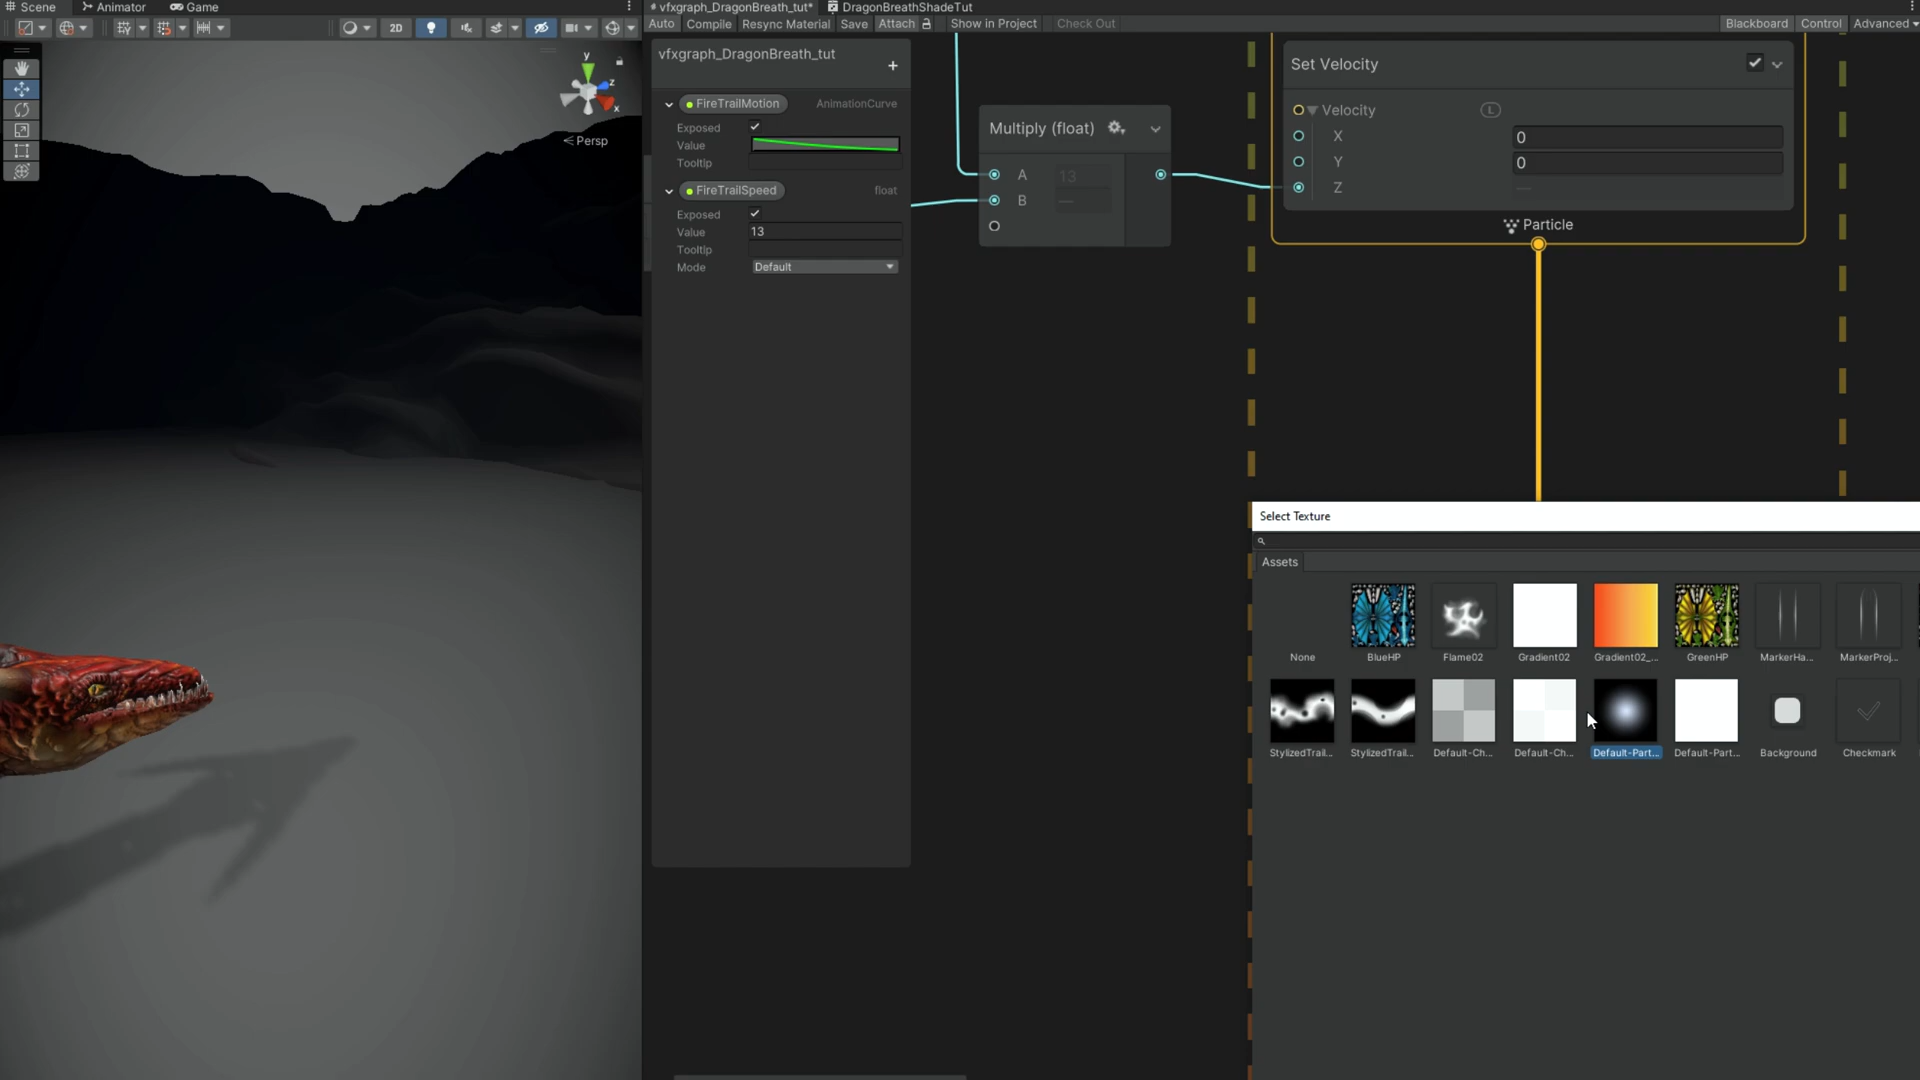 Scene
Animator
Game
vfxgraph_DragonBreath_tut*
DragonBreathShadeTut
Auto
Compile
Resync Material
Save
Attach
Show in Project
Check Out
Blackboard
Control
Advanced
2D
y
z
x
Persp
vfxgraph_DragonBreath_tut
+
FireTrailMotion
AnimationCurve
Exposed
Value
Tooltip
FireTrailSpeed
float
Exposed
Value
13
Tooltip
Mode
Default
Multiply (float)
A
13
B
Set Velocity
Velocity
L
X
0
Y
0
Z
Particle
Select Texture
Assets
None
BlueHP
Flame02
Gradient02
Gradient02_...
GreenHP
MarkerHa...
MarkerProj...
StylizedTrail...
StylizedTrail...
Default-Ch...
Default-Ch...
Default-Part...
Default-Part...
Background
Checkmark